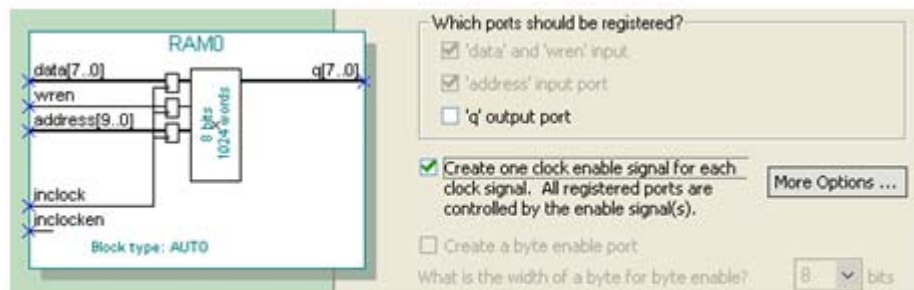 RAM0
data[7..0]
q[7..0]
wren
address[9..0]
8 bits
1024 words
inclock
inclocken
Block type: AUTO
Which ports should be registered?
'data' and 'wren' input
'address' input port
'q' output port
Create one clock enable signal for each
clock signal. All registered ports are
controlled by the enable signal(s).
More Options ...
Create a byte enable port
What is the width of a byte for byte enable?
8
bits